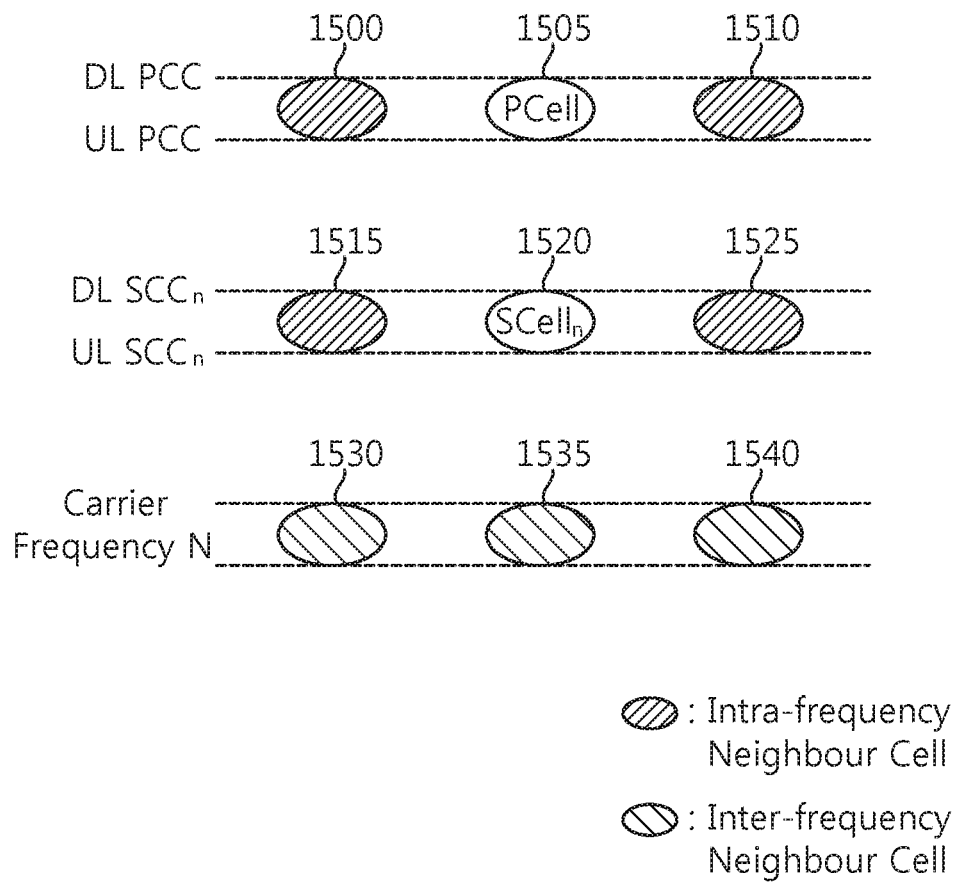 1500 1505 1510
DL PCC
PCell
UL PCC
1515 1520 1525
DL SCCn
SCelln
UL SCCn
1530 1535 1540
Carrier
Frequency N
: Intra-frequency
Neighbour Cell
: Inter-frequency
Neighbour Cell